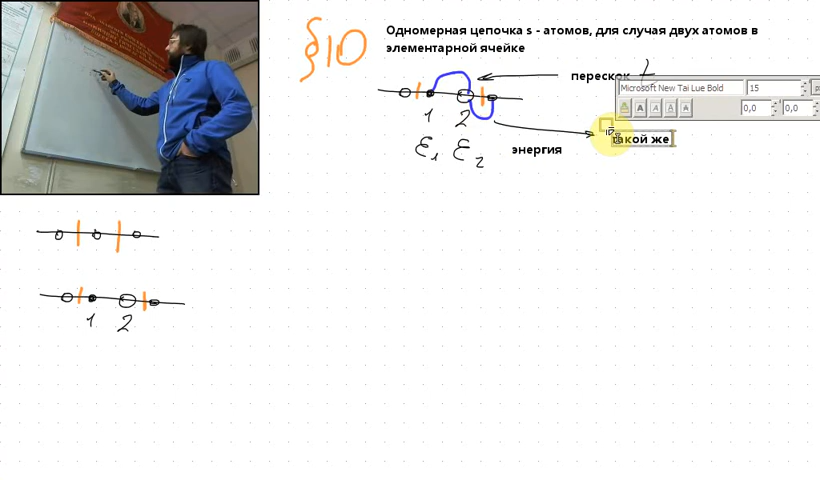 §10
Одномерная цепочка s - атомов, для случая двух атомов в
элементарной ячейке
перескок t
1 2
ε₁ ε₂
энергия
такой же
Microsoft New Tai Lue Bold
15
A A A A
0,0 0,0
1 2